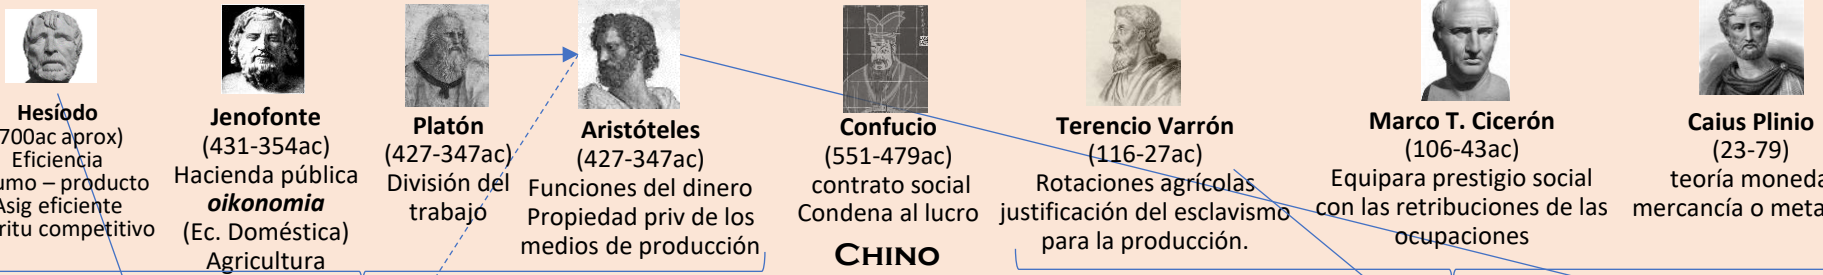 Hesíodo
700ac aprox)
Eficiencia
umo – producto
Asig eficiente
ritu competitivo
Jenofonte
(431-354ac)
Hacienda pública
oikonomia
(Ec. Doméstica)
Agricultura
Platón
(427-347ac)
División del
trabajo
Aristóteles
(427-347ac)
Funciones del dinero
Propiedad priv de los
medios de producción
Confucio
(551-479ac)
contrato social
Condena al lucro
CHINO
Terencio Varrón
(116-27ac)
Rotaciones agrícolas
justificación del esclavismo
para la producción.
Marco T. Cicerón
(106-43ac)
Equipara prestigio social
con las retribuciones de las
ocupaciones
Caius Plinio
(23-79)
teoría moneda
mercancía o meta